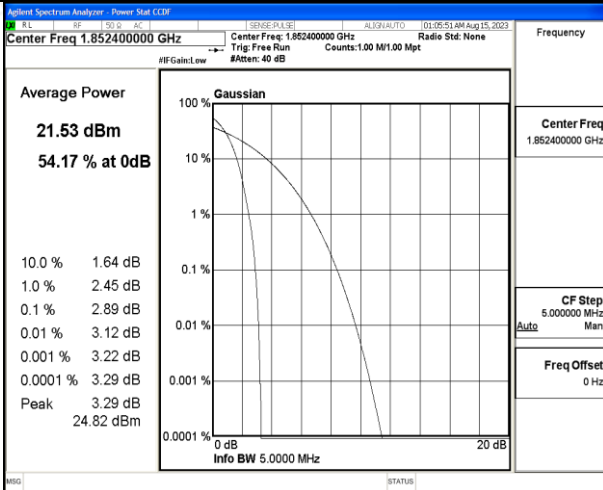 Agilent Spectrum Analyzer - Power Stat CCDF
RL RF 50 Ω AC SENSE:PULSE ALIGNAUTO 01:05:51 AM Aug 15, 2023
Center Freq 1.852400000 GHz
Center Freq: 1.852400000 GHz Radio Std: None
Trig: Free Run Counts:1.00 M/1.00 Mpt
#IFGain:Low #Atten: 40 dB
Frequency
Average Power
21.53 dBm
54.17 % at 0dB
10.0 % 1.64 dB
1.0 % 2.45 dB
0.1 % 2.89 dB
0.01 % 3.12 dB
0.001 % 3.22 dB
0.0001 % 3.29 dB
Peak 3.29 dB
24.82 dBm
Gaussian
100 %
10 %
1 %
0.1 %
0.01 %
0.001 %
0.0001 %
0 dB 20 dB
Info BW 5.0000 MHz
Center Freq
1.852400000 GHz
CF Step
5.000000 MHz
Auto Man
Freq Offset
0 Hz
MSG STATUS